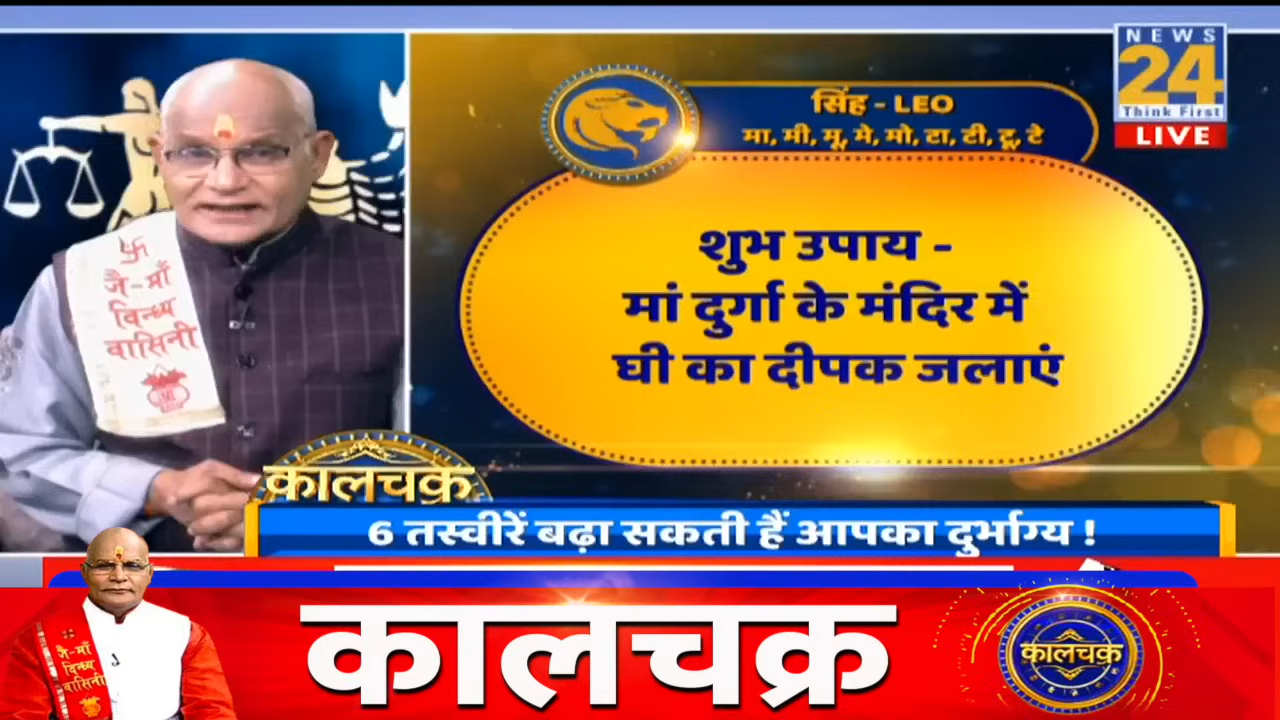 NEWS
24
Think First
LIVE
सिंह - LEO
मा, मी, मू, मे, मो, टा, टी, टू, टे
शुभ उपाय -
मां दुर्गा के मंदिर में
घी का दीपक जलाएं
जै-माँ
विन्ध्य
वासिनी
कालचक्र
6 तस्वीरें बढ़ा सकती हैं आपका दुर्भाग्य !
जै-माँ
विन्ध्य
वासिनी
कालचक्र
कालचक्र